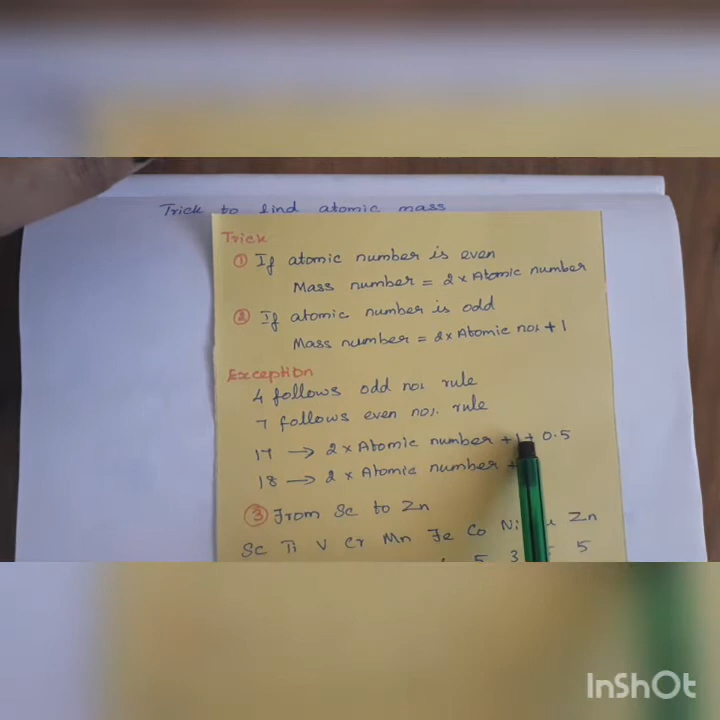 Trick to find atomic mass
Trick
① If atomic number is even
Mass number = 2 x Atomic number
② If atomic number is odd
Mass number = 2 x Atomic no. + 1
Exception
4 follows odd no. rule
7 follows even no. rule
17 → 2 x Atomic number + 1 + 0.5
18 → 2 x Atomic number +
③ From Sc to Zn
Sc Ti V Cr Mn Fe Co Ni Zn
5 3 5
InShOt